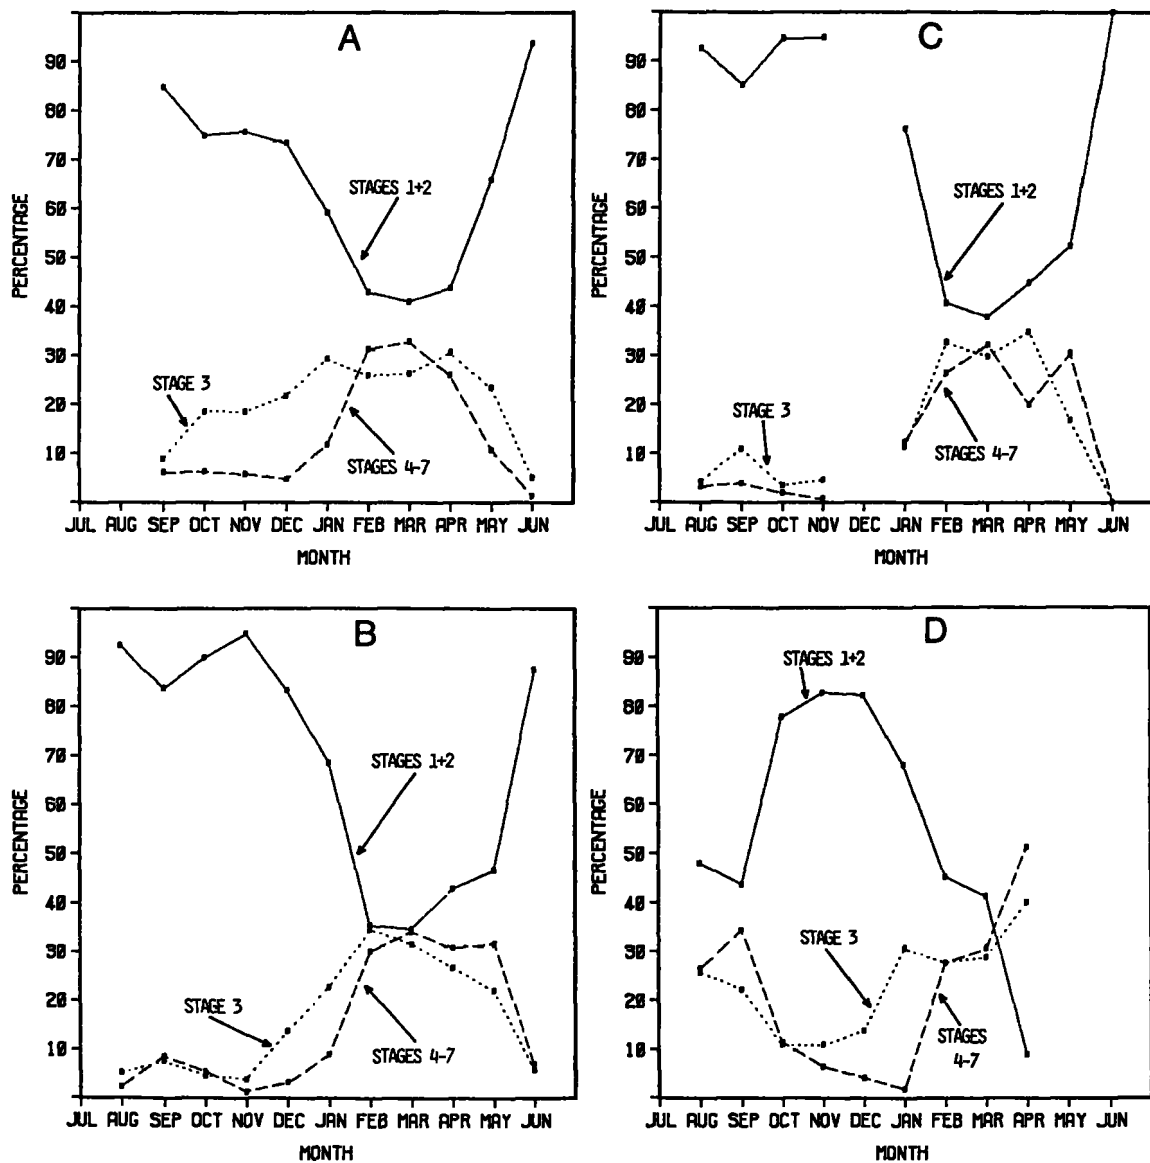 A
PERCENTAGE
90
80
70
60
50
40
30
20
10
STAGES 1+2
STAGE 3
STAGES 4-7
JUL AUG SEP OCT NOV DEC JAN FEB MAR APR MAY JUN
MONTH
C
PERCENTAGE
90
80
70
60
50
40
30
20
10
STAGES 1+2
STAGE 3
STAGES 4-7
JUL AUG SEP OCT NOV DEC JAN FEB MAR APR MAY JUN
MONTH
B
PERCENTAGE
90
80
70
60
50
40
30
20
10
STAGES 1+2
STAGE 3
STAGES 4-7
JUL AUG SEP OCT NOV DEC JAN FEB MAR APR MAY JUN
MONTH
D
PERCENTAGE
90
80
70
60
50
40
30
20
10
STAGES 1+2
STAGE 3
STAGES
4-7
JUL AUG SEP OCT NOV DEC JAN FEB MAR APR MAY JUN
MONTH